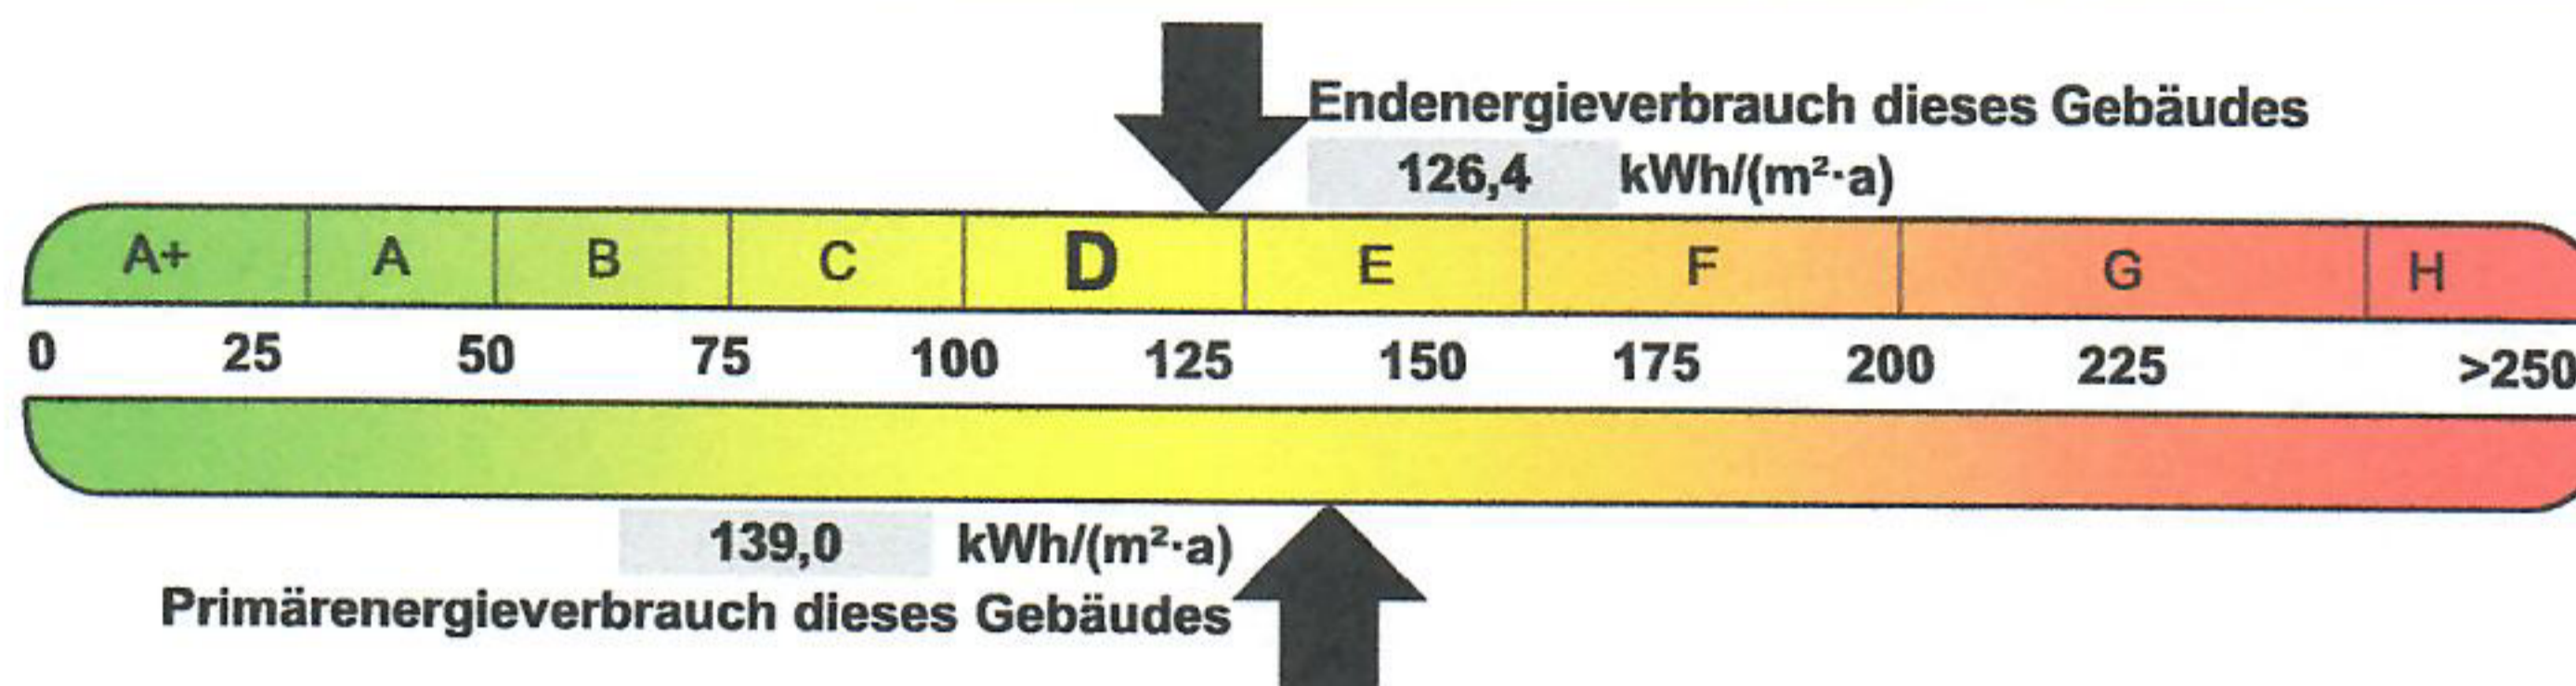 Endenergieverbrauch dieses Gebäudes
126,4 kWh/(m²·a)
A+ A B C D E F G H
0 25 50 75 100 125 150 175 200 225 >250
139,0 kWh/(m²·a)
Primärenergieverbrauch dieses Gebäudes